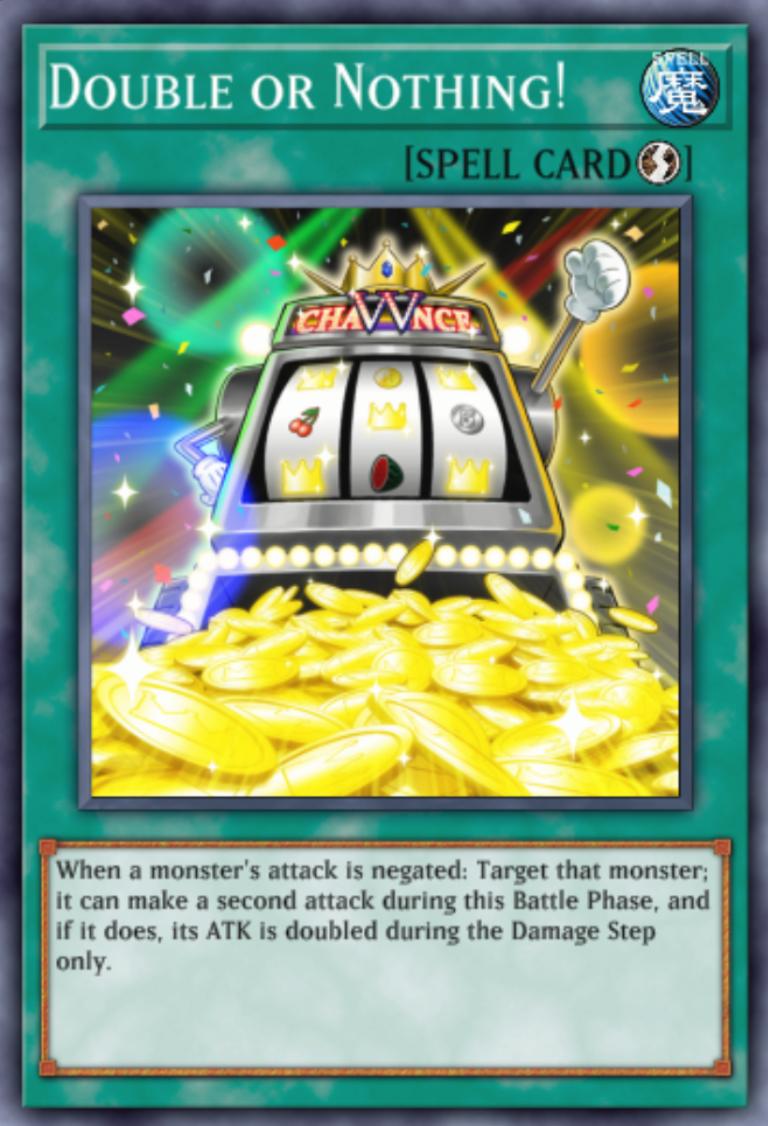 DOUBLE OR NOTHING!
SPELL
魔
[SPELL CARD]
CHAWNCE
When a monster's attack is negated: Target that monster;
it can make a second attack during this Battle Phase, and
if it does, its ATK is doubled during the Damage Step
only.